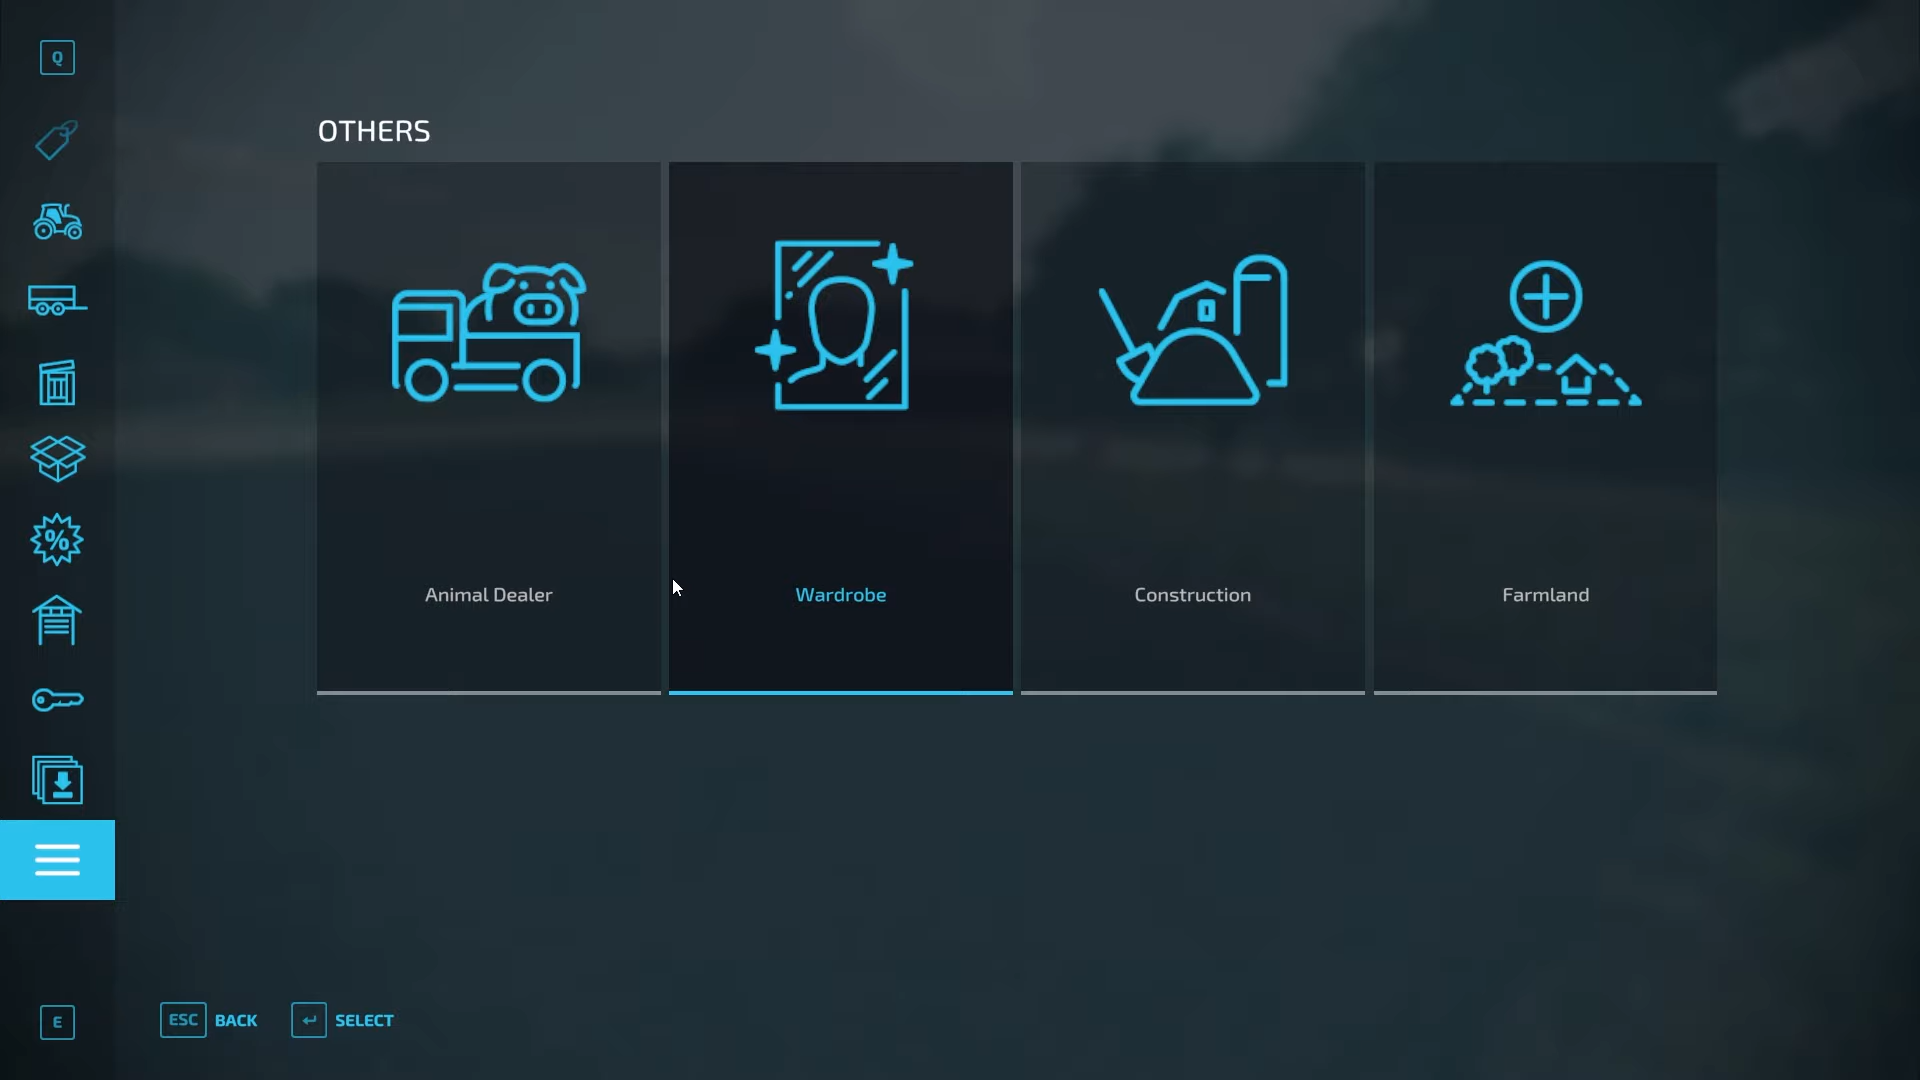 Q
OTHERS
%
Animal Dealer
Wardrobe
Construction
Farmland
E
ESC BACK
SELECT